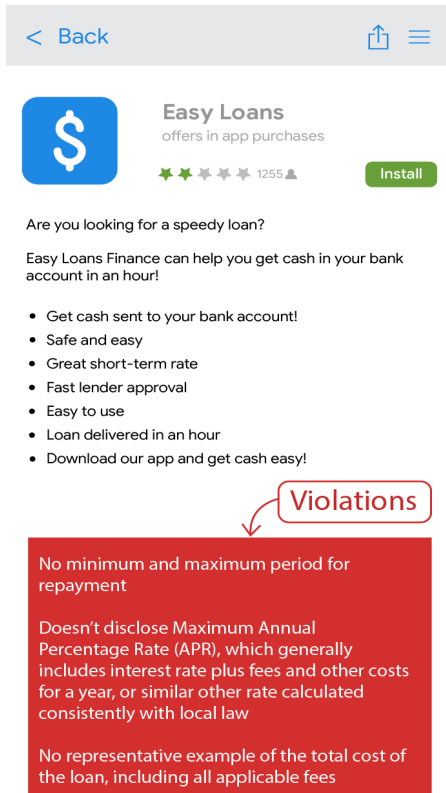 < Back
$
Easy Loans
offers in app purchases
1255
Install
Are you looking for a speedy loan?
Easy Loans Finance can help you get cash in your bank
account in an hour!
• Get cash sent to your bank account!
• Safe and easy
• Great short-term rate
• Fast lender approval
• Easy to use
• Loan delivered in an hour
• Download our app and get cash easy!
Violations
No minimum and maximum period for
repayment
Doesn’t disclose Maximum Annual
Percentage Rate (APR), which generally
includes interest rate plus fees and other costs
for a year, or similar other rate calculated
consistently with local law
No representative example of the total cost of
the loan, including all applicable fees